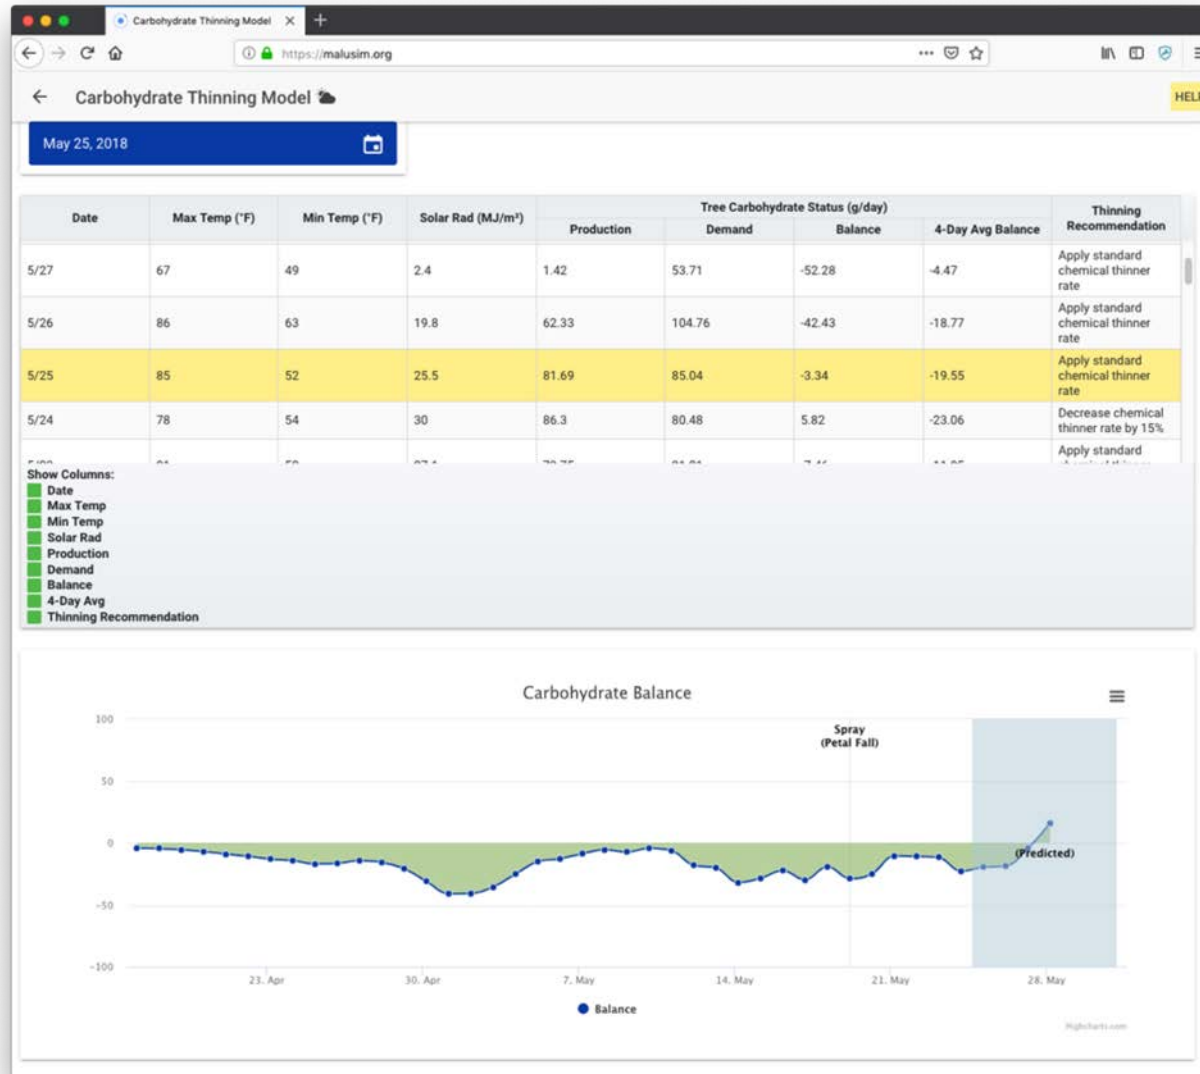 Carbohydrate Thinning Model
https://malusim.org
Carbohydrate Thinning Model
May 25, 2018
Date Max Temp (°F) Min Temp (°F) Solar Rad (MJ/m²) Tree Carbohydrate Status (g/day) Thinning Recommendation
Production Demand Balance 4-Day Avg Balance
5/27 67 49 2.4 1.42 53.71 -52.28 -4.47 Apply standard chemical thinner rate
5/26 86 63 19.8 62.33 104.76 -42.43 -18.77 Apply standard chemical thinner rate
5/25 85 52 25.5 81.69 85.04 -3.34 -19.55 Apply standard chemical thinner rate
5/24 78 54 30 86.3 80.48 5.82 -23.06 Decrease chemical thinner rate by 15%
Apply standard
Show Columns:
Date
Max Temp
Min Temp
Solar Rad
Production
Demand
Balance
4-Day Avg
Thinning Recommendation
Carbohydrate Balance
100
Spray
(Petal Fall)
50
0
(Predicted)
-50
-100
23. Apr 30. Apr 7. May 14. May 21. May 28. May
Balance
Highcharts.com